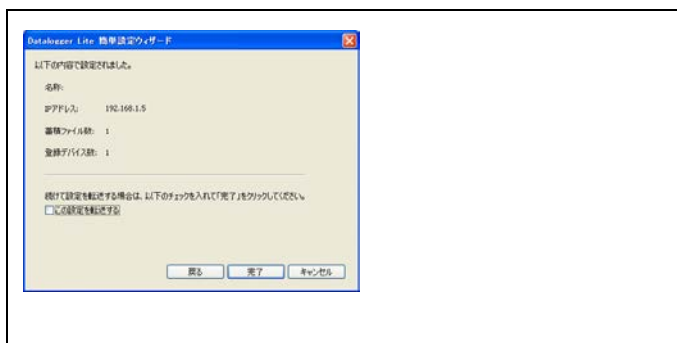 Datalogger Lite 簡単設定ウィザード
以下の内容で設定されました。
名称:
IPアドレス: 192.168.1.5
蓄積ファイル数: 1
登録デバイス数: 1
続けて設定を転送する場合は、以下のチェックを入れて「完了」をクリックしてください。
この設定を転送する
戻る 完了 キャンセル